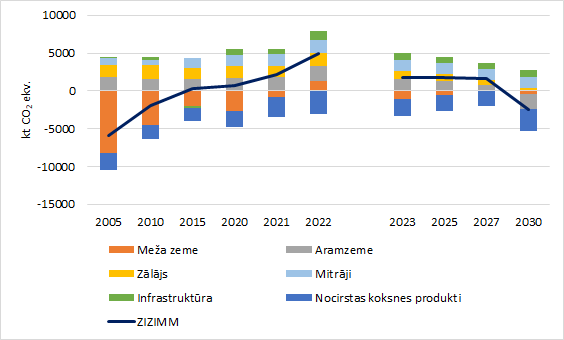 10000
5000
0
-5000
-10000
-15000
kt CO₂ ekv.
2005 2010 2015 2020 2021 2022 2023 2025 2027 2030
Meža zeme Aramzeme
Zālājs Mitrāji
Infrastruktūra Nocirstas koksnes produkti
ZIZIMM